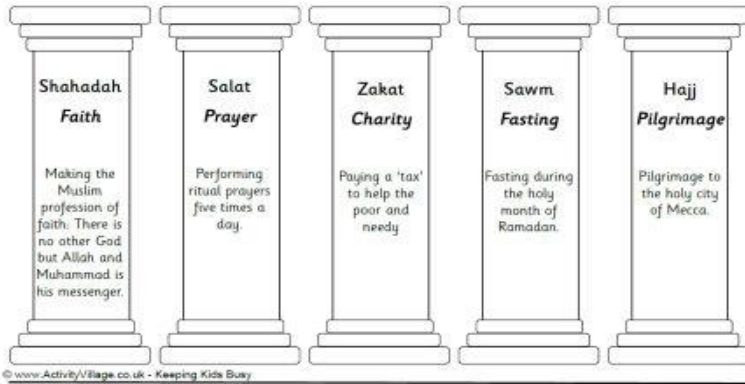 Shahadah
Faith
Making the
Muslim
profession of
faith: There is
no other God
but Allah and
Muhammad is
his messenger.
Salat
Prayer
Performing
ritual prayers
five times a
day.
Zakat
Charity
Paying a 'tax'
to help the
poor and
needy
Sawm
Fasting
Fasting during
the holy
month of
Ramadan.
Hajj
Pilgrimage
Pilgrimage to
the holy city
of Mecca.
© www.ActivityVillage.co.uk - Keeping Kids Busy